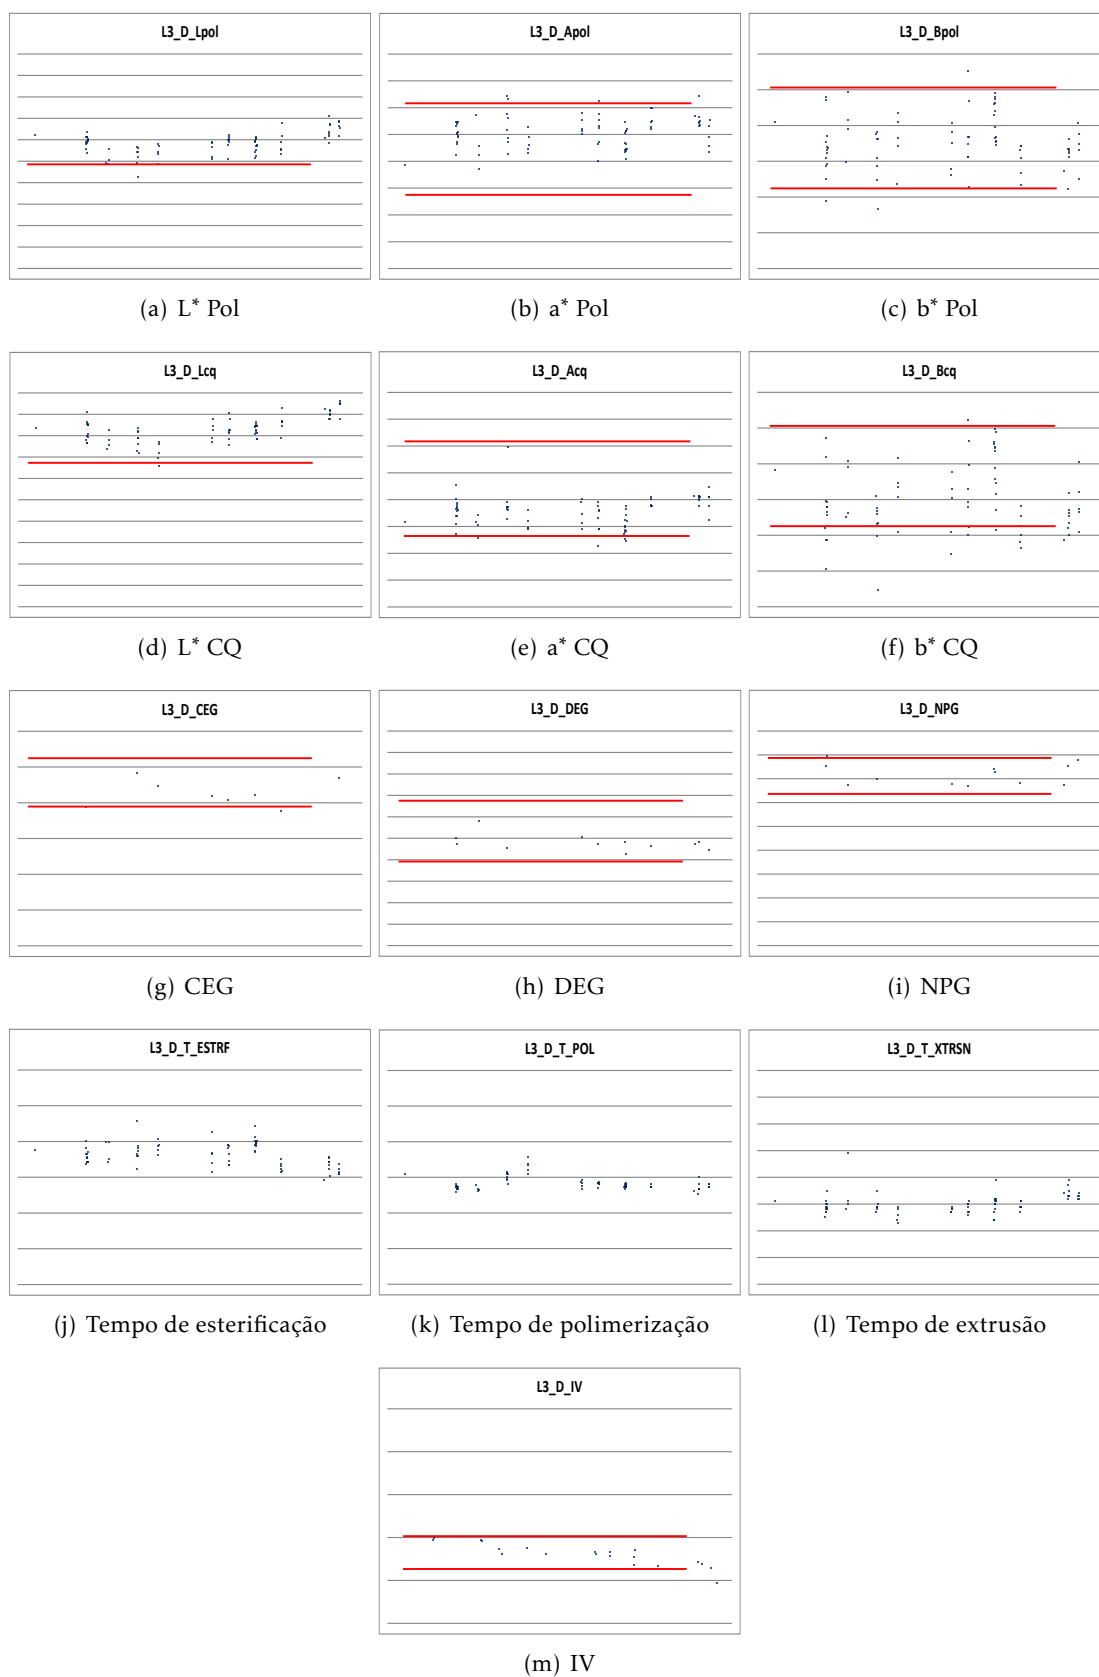 L3_D_Lpol
L3_D_Apol
L3_D_Bpol
(a) L* Pol
(b) a* Pol
(c) b* Pol
L3_D_Lcq
L3_D_Acq
L3_D_Bcq
(d) L* CQ
(e) a* CQ
(f) b* CQ
L3_D_CEG
L3_D_DEG
L3_D_NPG
(g) CEG
(h) DEG
(i) NPG
L3_D_T_ESTRF
L3_D_T_POL
L3_D_T_XTRSN
(j) Tempo de esterificação
(k) Tempo de polimerização
(l) Tempo de extrusão
L3_D_IV
(m) IV